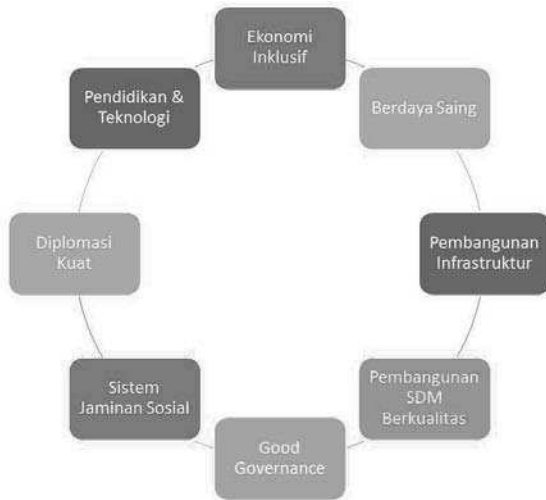 Ekonomi
Inklusif
Berdaya Saing
Pembangunan
Infrastruktur
Pembangunan
SDM
Berkualitas
Good
Governance
Sistem
Jaminan Sosial
Diplomasi
Kuat
Pendidikan &
Teknologi